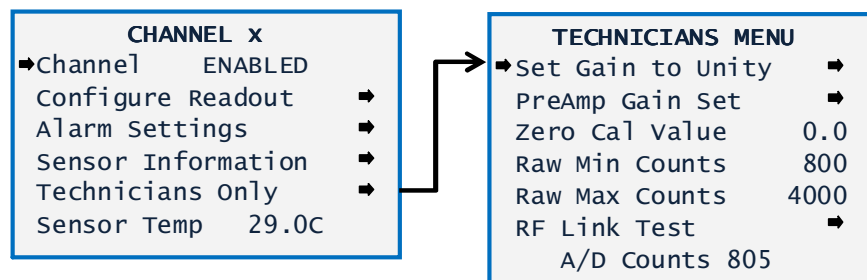 CHANNEL x
Channel ENABLED
Configure Readout
Alarm Settings
Sensor Information
Technicians Only
Sensor Temp 29.0C
TECHNICIANS MENU
Set Gain to Unity
PreAmp Gain Set
Zero Cal Value 0.0
Raw Min Counts 800
Raw Max Counts 4000
RF Link Test
A/D Counts 805